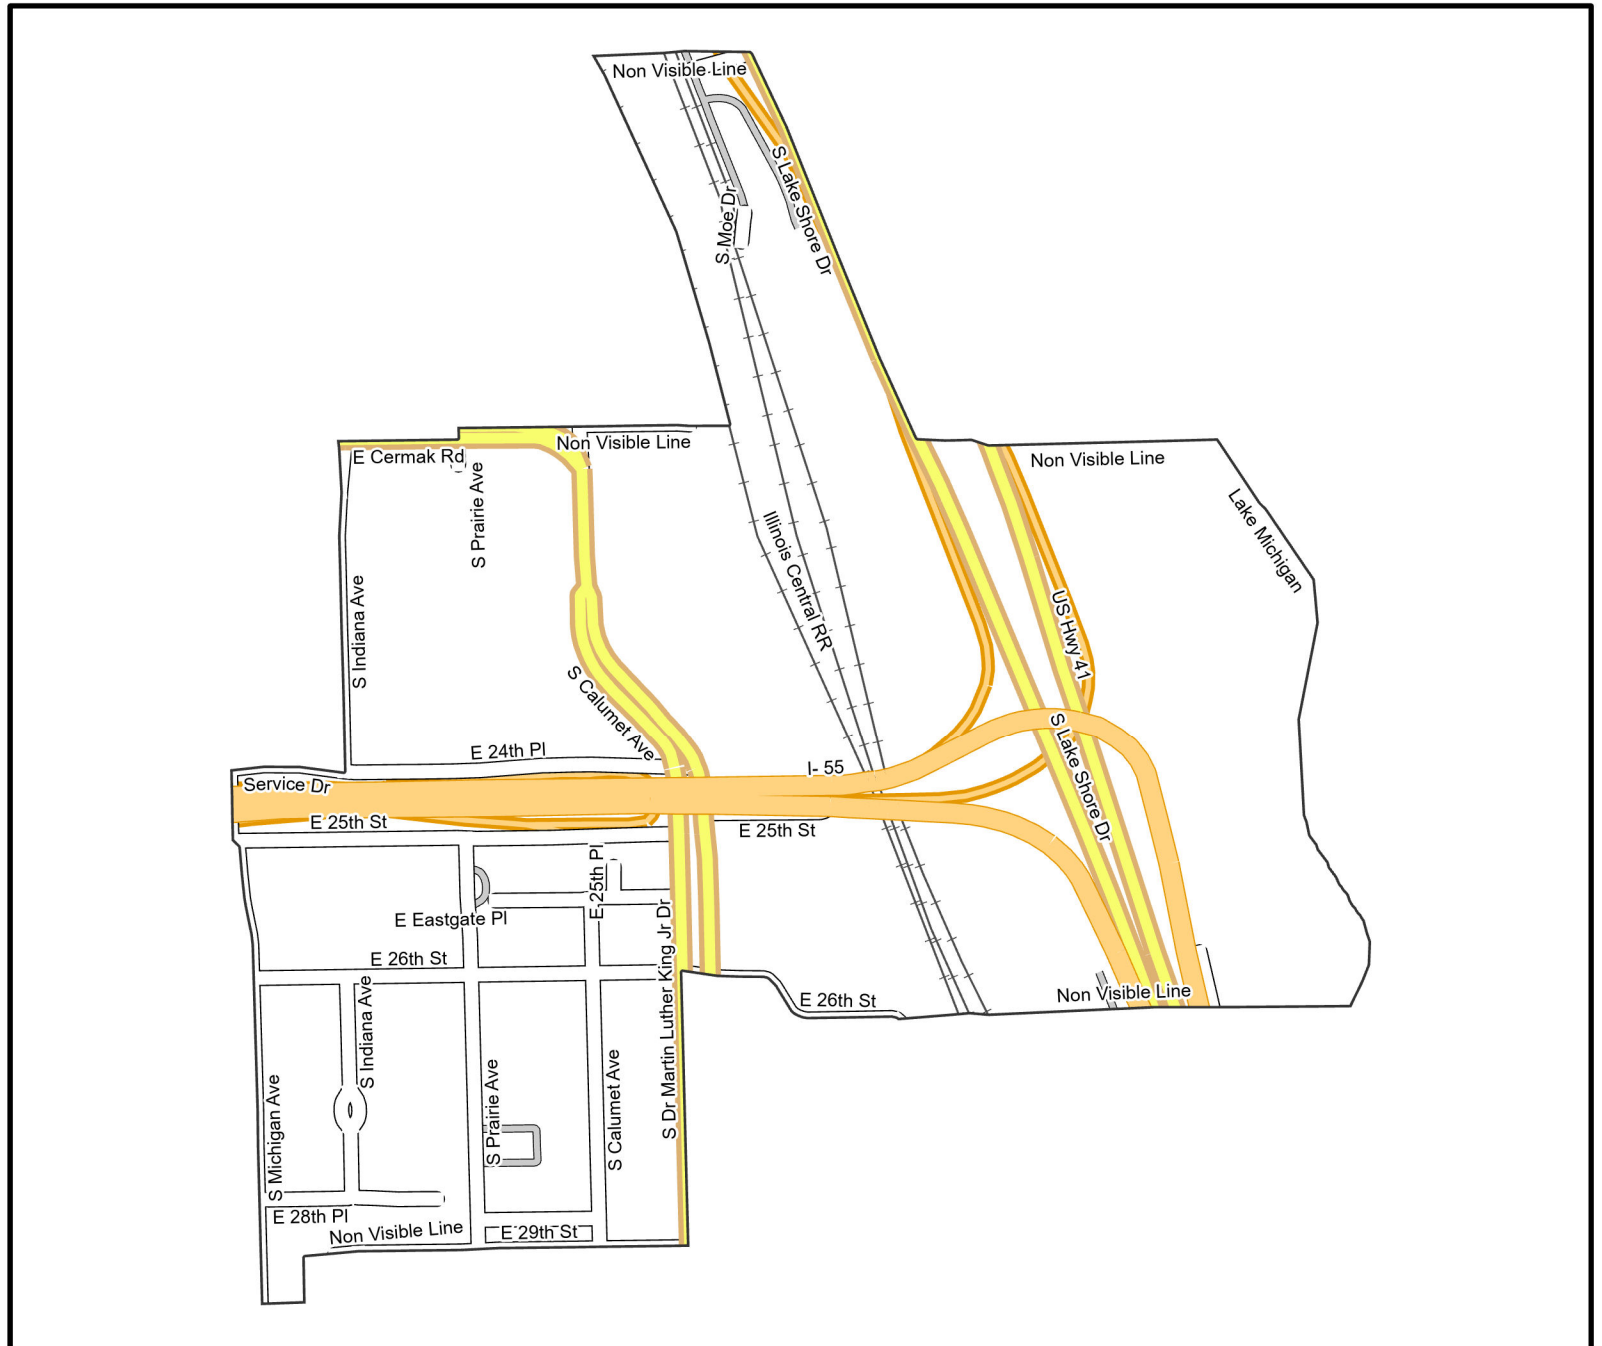 Non Visible Line
S Lake Shore Dr
S Moe Dr
E Cermak Rd
Non Visible Line
Non Visible Line
S Prairie Ave
Lake Michigan
Illinois Central RR
S Indiana Ave
US Hwy 41
S Calumet Ave
E 24th Pl
I- 55
S Lake Shore Dr
Service Dr
E 25th St
E 25th St
E 25th Pl
E Eastgate Pl
E 26th St
S Indiana Ave
S Dr Martin Luther King Jr Dr
E 26th St
Non Visible Line
S Michigan Ave
S Prairie Ave
S Calumet Ave
E 28th Pl
Non Visible Line
E 29th St